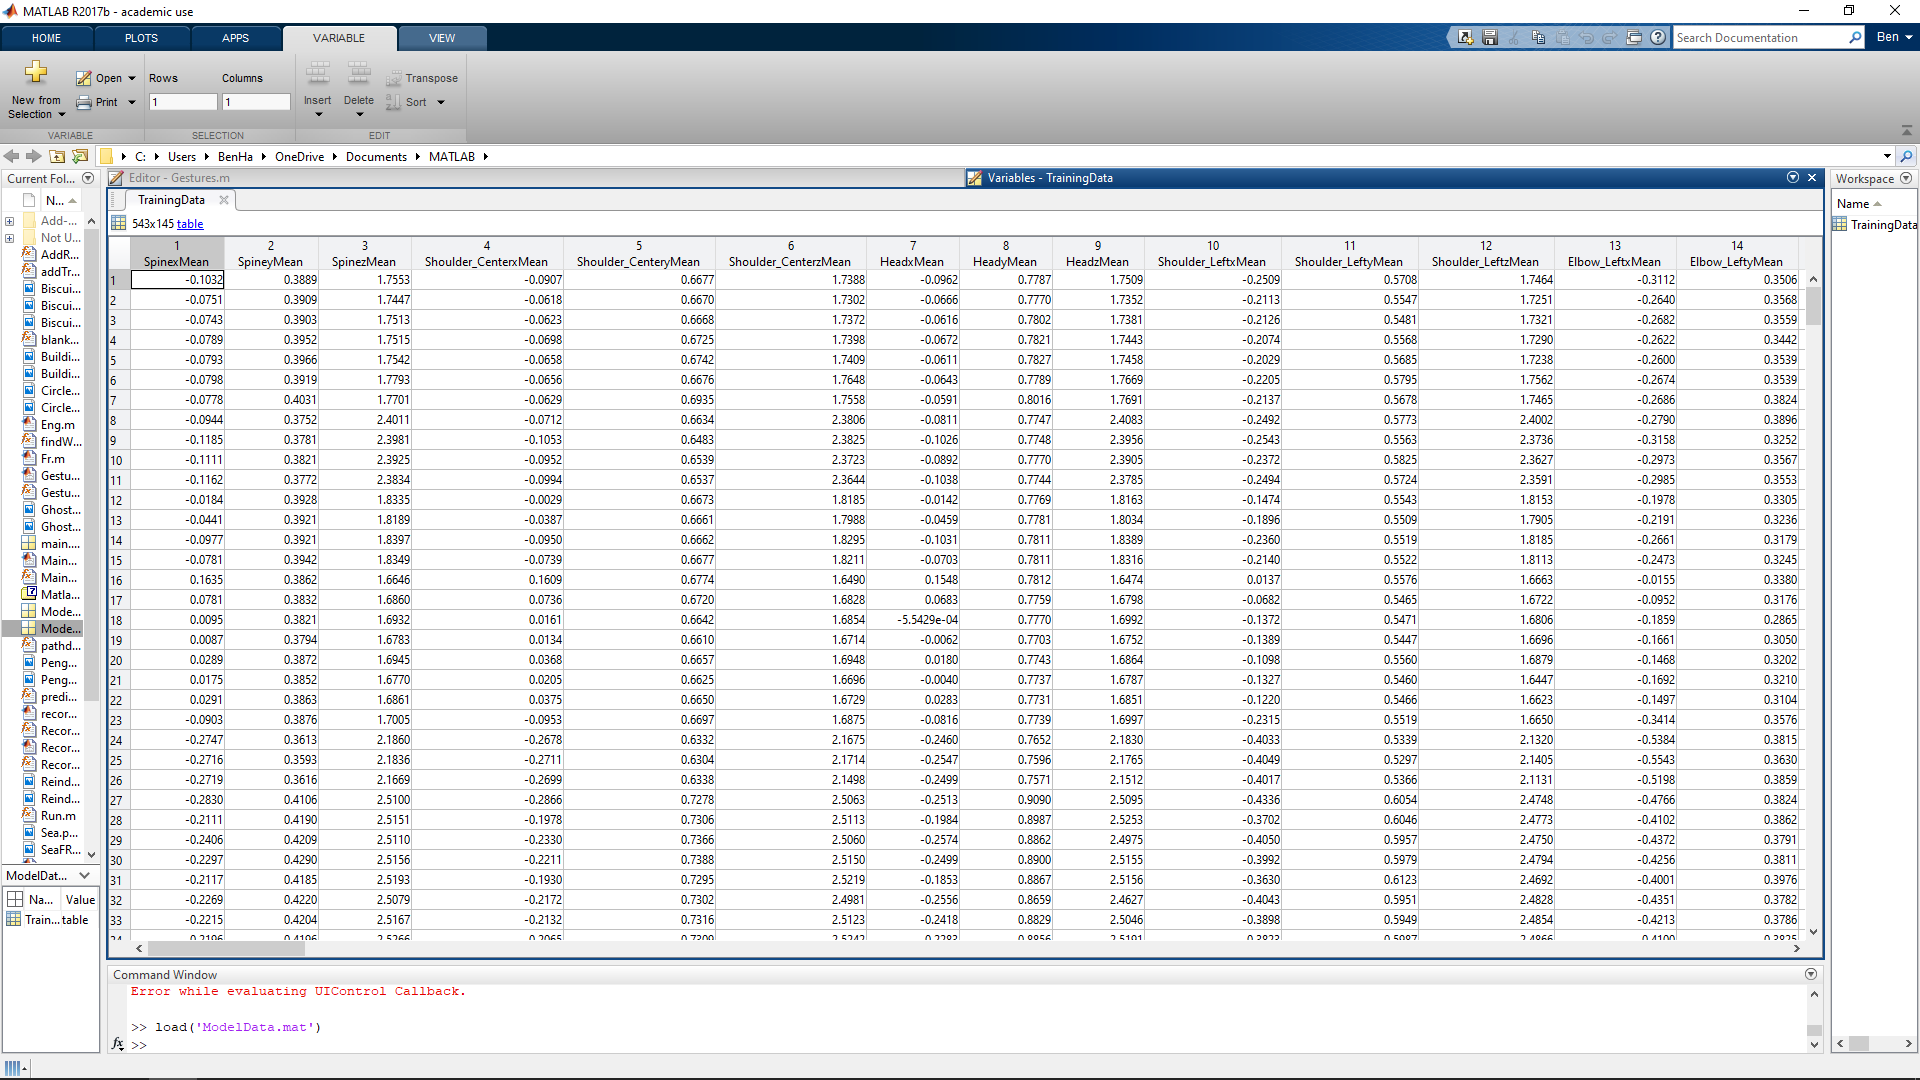 MATLAB R2017b - academic use
HOME PLOTS APPS VARIABLE VIEW
Search Documentation
Ben
New from Selection
Open
Print
Rows Columns
1 1
Insert Delete Transpose
Sort
VARIABLE SELECTION EDIT
C: Users BenHa OneDrive Documents MATLAB
Current Fol...
N...
Add-...
Not U...
AddR...
addTr...
Biscui...
Biscui...
Biscui...
blank...
Buildi...
Buildi...
Circle...
Circle...
Eng.m
findW...
Fr.m
Gestu...
Gestu...
Ghost...
Ghost...
main....
Main...
Main...
Matla...
Mode...
Mode...
pathd...
Peng...
Peng...
predi...
recor...
Recor...
Recor...
Recor...
Reind...
Reind...
Run.m
Sea.p...
SeaFR...
ModelDat...
Na... Value
Train... table
Editor - Gestures.m
Variables - TrainingData
TrainingData
543x145 table
1 2 3 4 5 6 7 8 9 10 11 12 13 14
SpinexMean SpineyMean SpinezMean Shoulder_CenterxMean Shoulder_CenteryMean Shoulder_CenterzMean HeadxMean HeadyMean HeadzMean Shoulder_LeftxMean Shoulder_LeftyMean Shoulder_LeftzMean Elbow_LeftxMean Elbow_LeftyMean
1 -0.1032 0.3889 1.7553 -0.0907 0.6677 1.7388 -0.0962 0.7787 1.7509 -0.2509 0.5708 1.7464 -0.3112 0.3506
2 -0.0751 0.3909 1.7447 -0.0618 0.6670 1.7302 -0.0666 0.7770 1.7352 -0.2113 0.5547 1.7251 -0.2640 0.3568
3 -0.0743 0.3903 1.7513 -0.0623 0.6668 1.7372 -0.0616 0.7802 1.7381 -0.2126 0.5481 1.7321 -0.2682 0.3559
4 -0.0789 0.3952 1.7515 -0.0698 0.6725 1.7398 -0.0672 0.7821 1.7443 -0.2074 0.5568 1.7290 -0.2622 0.3442
5 -0.0793 0.3966 1.7542 -0.0658 0.6742 1.7409 -0.0611 0.7827 1.7458 -0.2029 0.5685 1.7238 -0.2600 0.3539
6 -0.0798 0.3919 1.7793 -0.0656 0.6676 1.7648 -0.0643 0.7789 1.7669 -0.2205 0.5795 1.7562 -0.2674 0.3539
7 -0.0778 0.4031 1.7701 -0.0629 0.6935 1.7558 -0.0591 0.8016 1.7691 -0.2137 0.5678 1.7465 -0.2686 0.3824
8 -0.0944 0.3752 2.4011 -0.0712 0.6634 2.3806 -0.0811 0.7747 2.4083 -0.2492 0.5773 2.4002 -0.2790 0.3896
9 -0.1185 0.3781 2.3981 -0.1053 0.6483 2.3825 -0.1026 0.7748 2.3956 -0.2543 0.5563 2.3736 -0.3158 0.3252
10 -0.1111 0.3821 2.3925 -0.0952 0.6539 2.3723 -0.0892 0.7770 2.3905 -0.2372 0.5825 2.3627 -0.2973 0.3567
11 -0.1162 0.3772 2.3834 -0.0994 0.6537 2.3644 -0.1038 0.7744 2.3785 -0.2494 0.5724 2.3591 -0.2985 0.3553
12 -0.0184 0.3928 1.8335 -0.0029 0.6673 1.8185 -0.0142 0.7769 1.8163 -0.1474 0.5543 1.8153 -0.1978 0.3305
13 -0.0441 0.3921 1.8189 -0.0387 0.6661 1.7988 -0.0459 0.7781 1.8034 -0.1896 0.5509 1.7905 -0.2191 0.3236
14 -0.0977 0.3921 1.8397 -0.0950 0.6662 1.8295 -0.1031 0.7811 1.8389 -0.2360 0.5519 1.8185 -0.2661 0.3179
15 -0.0781 0.3942 1.8349 -0.0739 0.6677 1.8211 -0.0703 0.7811 1.8316 -0.2140 0.5522 1.8113 -0.2473 0.3245
16 0.1635 0.3862 1.6646 0.1609 0.6774 1.6490 0.1548 0.7812 1.6474 0.0137 0.5576 1.6663 -0.0155 0.3380
17 0.0781 0.3832 1.6860 0.0736 0.6720 1.6828 0.0683 0.7759 1.6798 -0.0682 0.5465 1.6722 -0.0952 0.3176
18 0.0095 0.3821 1.6932 0.0161 0.6642 1.6854 -5.5429e-04 0.7770 1.6992 -0.1372 0.5471 1.6806 -0.1859 0.2865
19 0.0087 0.3794 1.6783 0.0134 0.6610 1.6714 -0.0062 0.7703 1.6752 -0.1389 0.5447 1.6696 -0.1661 0.3050
20 0.0289 0.3872 1.6945 0.0368 0.6657 1.6948 0.0180 0.7743 1.6864 -0.1098 0.5560 1.6879 -0.1468 0.3202
21 0.0175 0.3852 1.6770 0.0205 0.6625 1.6696 -0.0040 0.7737 1.6787 -0.1327 0.5460 1.6447 -0.1692 0.3210
22 0.0291 0.3863 1.6861 0.0375 0.6650 1.6729 0.0283 0.7731 1.6851 -0.1220 0.5466 1.6623 -0.1497 0.3104
23 -0.0903 0.3876 1.7005 -0.0953 0.6697 1.6875 -0.0816 0.7739 1.6997 -0.2315 0.5519 1.6650 -0.3414 0.3576
24 -0.2747 0.3613 2.1860 -0.2678 0.6332 2.1675 -0.2460 0.7652 2.1830 -0.4033 0.5339 2.1320 -0.5384 0.3815
25 -0.2716 0.3593 2.1836 -0.2711 0.6304 2.1714 -0.2547 0.7596 2.1765 -0.4049 0.5297 2.1405 -0.5543 0.3630
26 -0.2719 0.3616 2.1669 -0.2699 0.6338 2.1498 -0.2499 0.7571 2.1512 -0.4017 0.5366 2.1131 -0.5198 0.3859
27 -0.2830 0.4106 2.5100 -0.2866 0.7278 2.5063 -0.2513 0.9090 2.5095 -0.4336 0.6054 2.4748 -0.4766 0.3824
28 -0.2111 0.4190 2.5151 -0.1978 0.7306 2.5113 -0.1984 0.8987 2.5253 -0.3702 0.6046 2.4773 -0.4102 0.3862
29 -0.2406 0.4209 2.5110 -0.2330 0.7366 2.5060 -0.2574 0.8862 2.4975 -0.4050 0.5957 2.4750 -0.4372 0.3791
30 -0.2297 0.4290 2.5156 -0.2211 0.7388 2.5150 -0.2499 0.8900 2.5155 -0.3992 0.5979 2.4794 -0.4256 0.3811
31 -0.2117 0.4185 2.5193 -0.1930 0.7295 2.5219 -0.1853 0.8867 2.5156 -0.3630 0.6123 2.4692 -0.4001 0.3976
32 -0.2269 0.4220 2.5079 -0.2172 0.7302 2.4981 -0.2556 0.8659 2.4627 -0.4043 0.5951 2.4828 -0.4351 0.3782
33 -0.2215 0.4204 2.5167 -0.2132 0.7316 2.5123 -0.2418 0.8829 2.5046 -0.3898 0.5949 2.4854 -0.4213 0.3786
Command Window
Error while evaluating UIControl Callback.
>> load('ModelData.mat')
fx >>
Workspace
Name
TrainingData